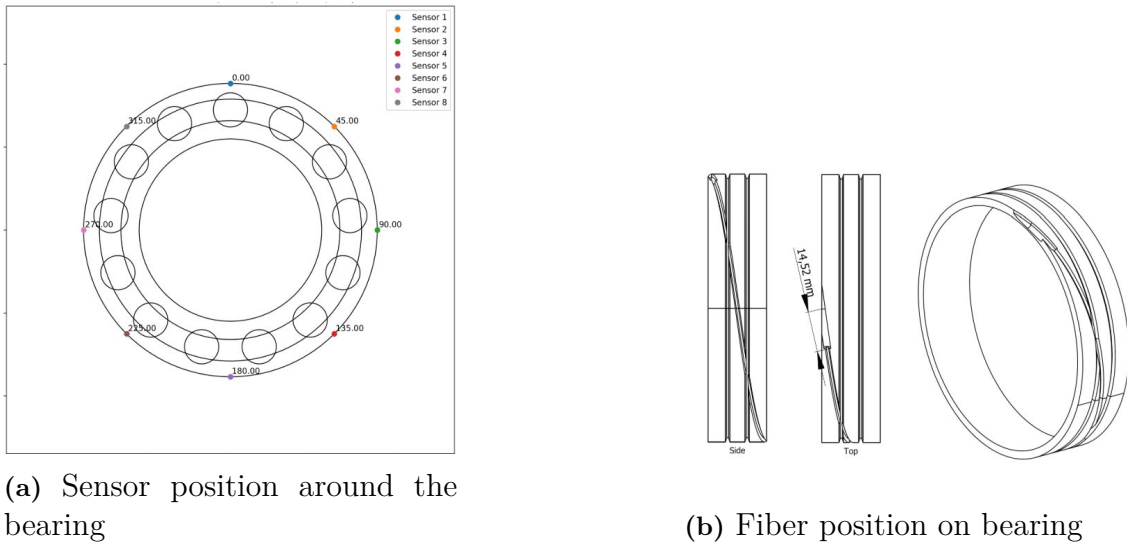 Sensor 1
Sensor 2
Sensor 3
Sensor 4
Sensor 5
Sensor 6
Sensor 7
Sensor 8
0.00
315.00
45.00
270.00
90.00
225.00
135.00
180.00
14,52 mm
Side
Top
(a) Sensor position around the
bearing
(b) Fiber position on bearing